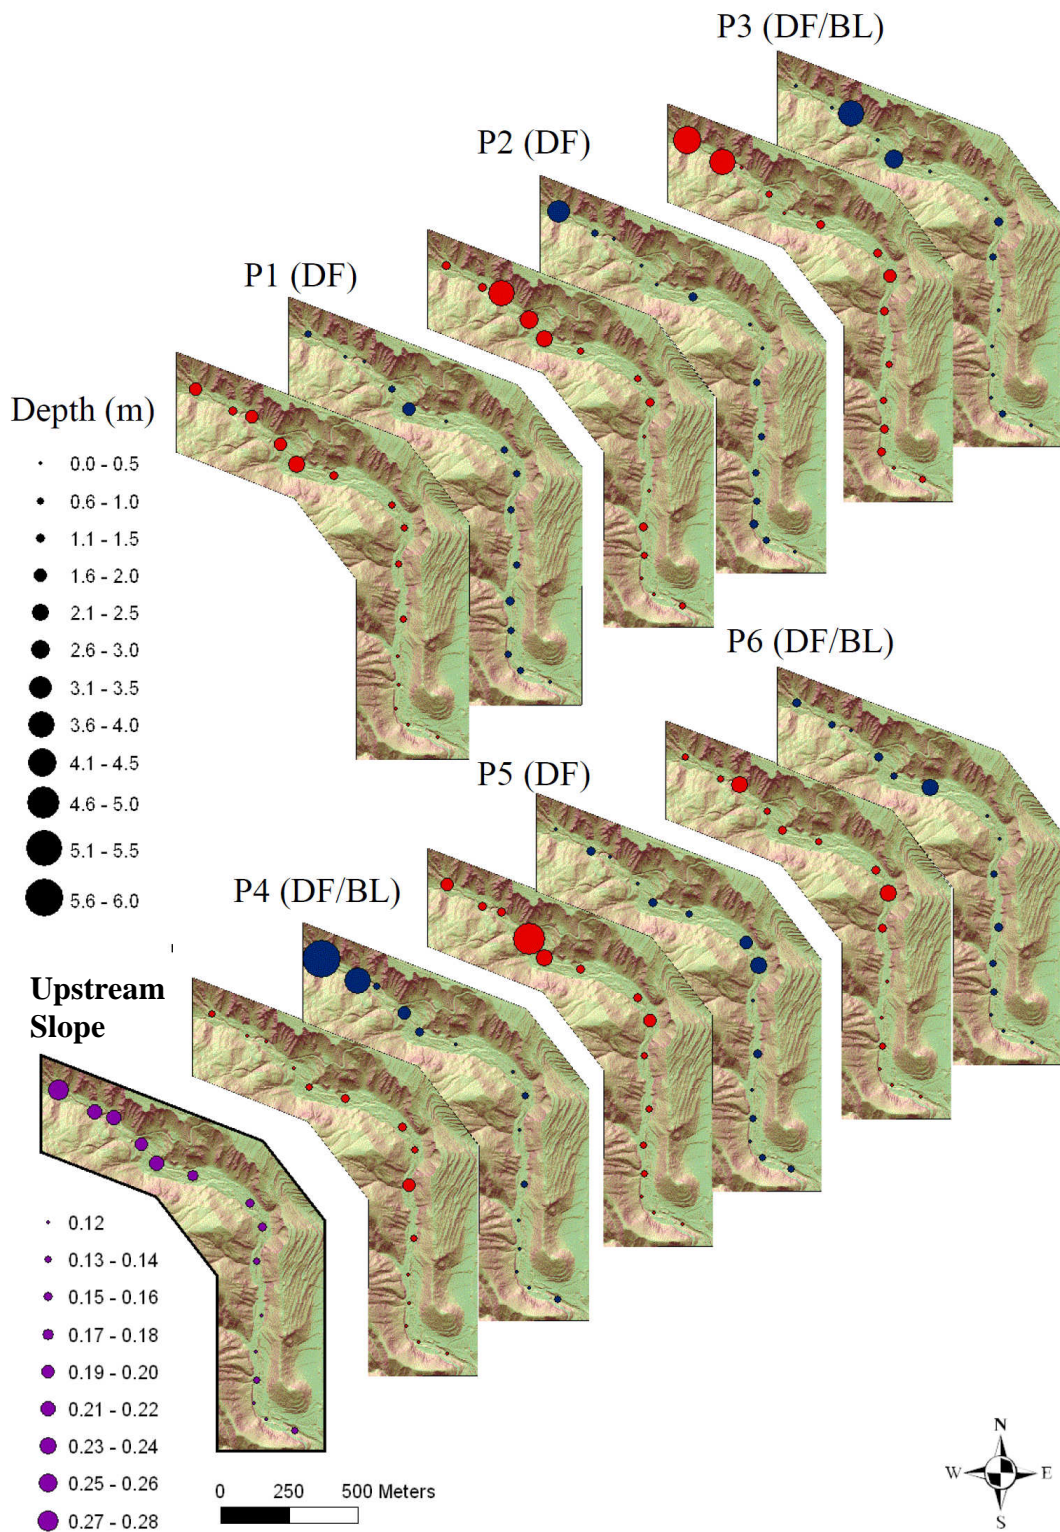 P3 (DF/BL)
P2 (DF)
P1 (DF)
Depth (m)
0.0 - 0.5
0.6 - 1.0
1.1 - 1.5
1.6 - 2.0
2.1 - 2.5
2.6 - 3.0
3.1 - 3.5
3.6 - 4.0
4.1 - 4.5
4.6 - 5.0
5.1 - 5.5
5.6 - 6.0
P6 (DF/BL)
P5 (DF)
P4 (DF/BL)
Upstream
Slope
0.12
0.13 - 0.14
0.15 - 0.16
0.17 - 0.18
0.19 - 0.20
0.21 - 0.22
0.23 - 0.24
0.25 - 0.26
0.27 - 0.28
0 250 500 Meters
N
W E
S